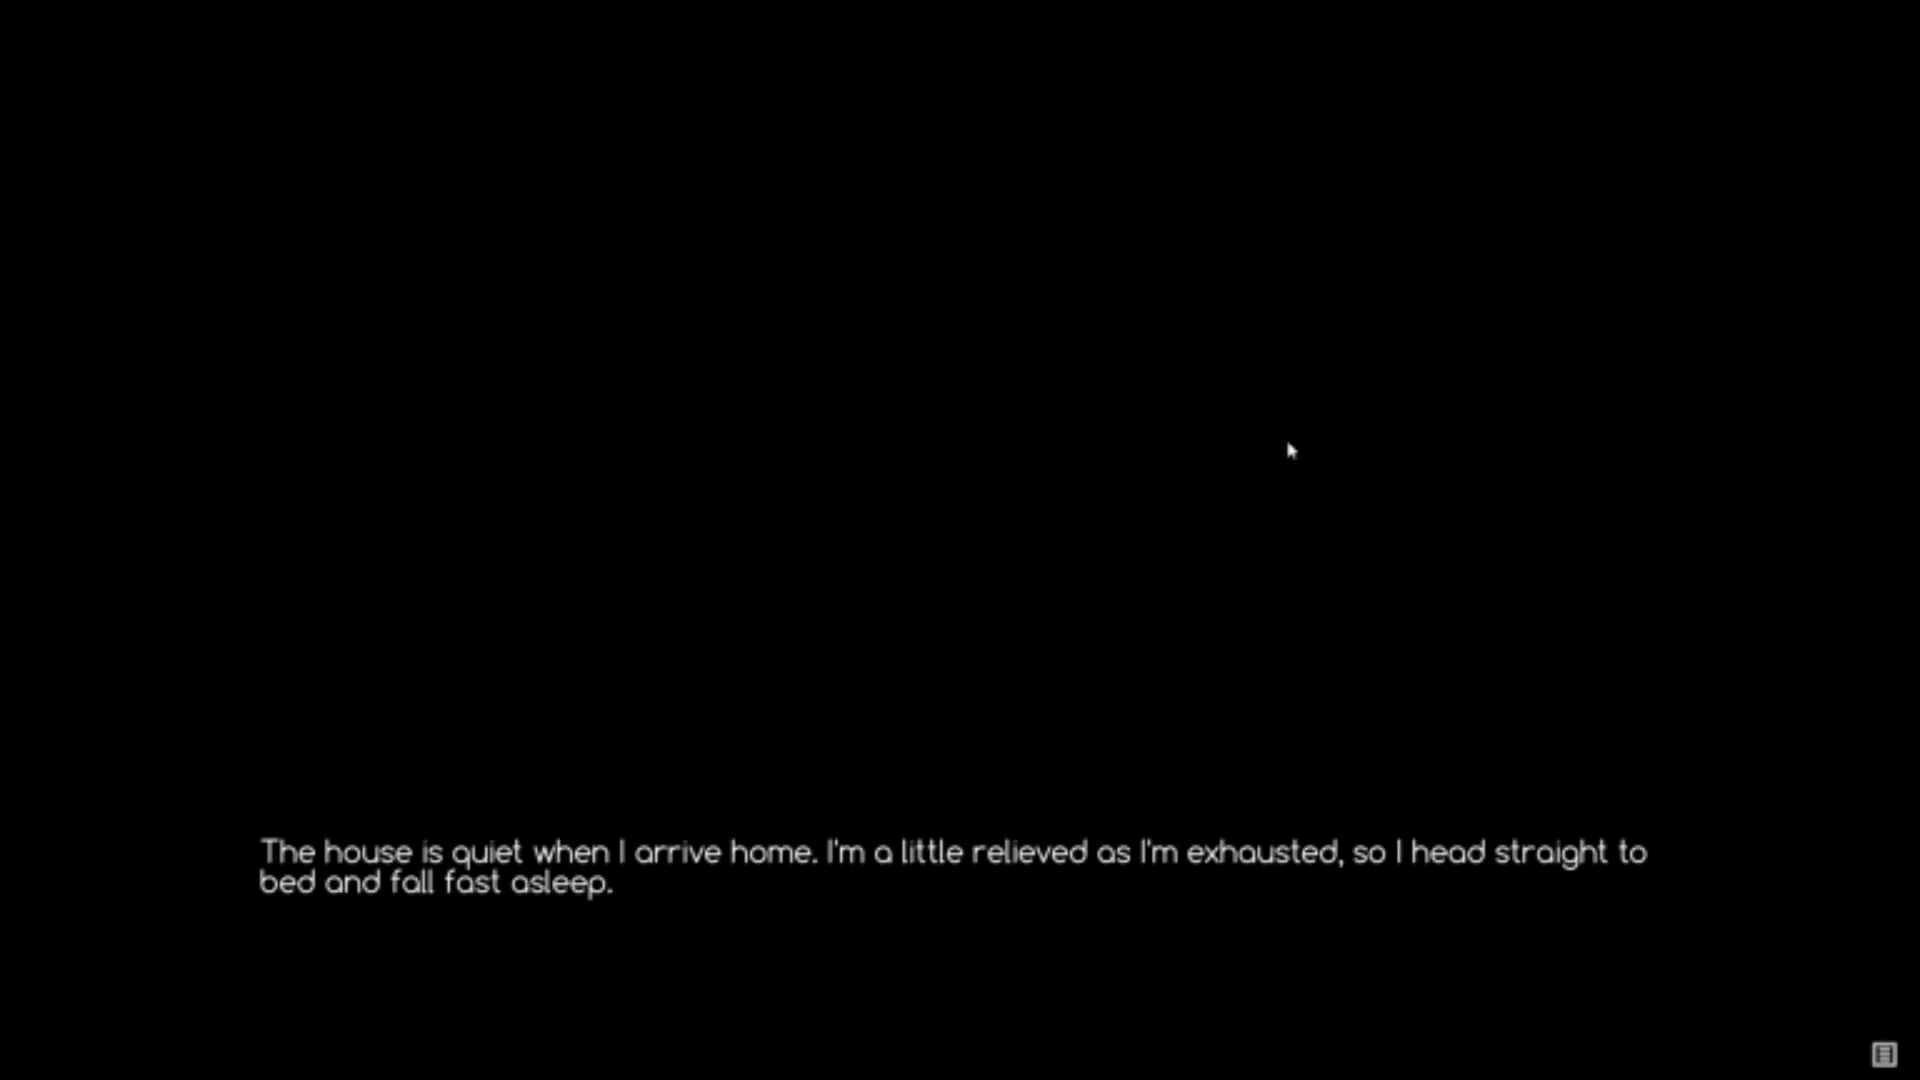 The house is quiet when I arrive home. I'm a little relieved as I'm exhausted, so I head straight to
bed and fall fast asleep.